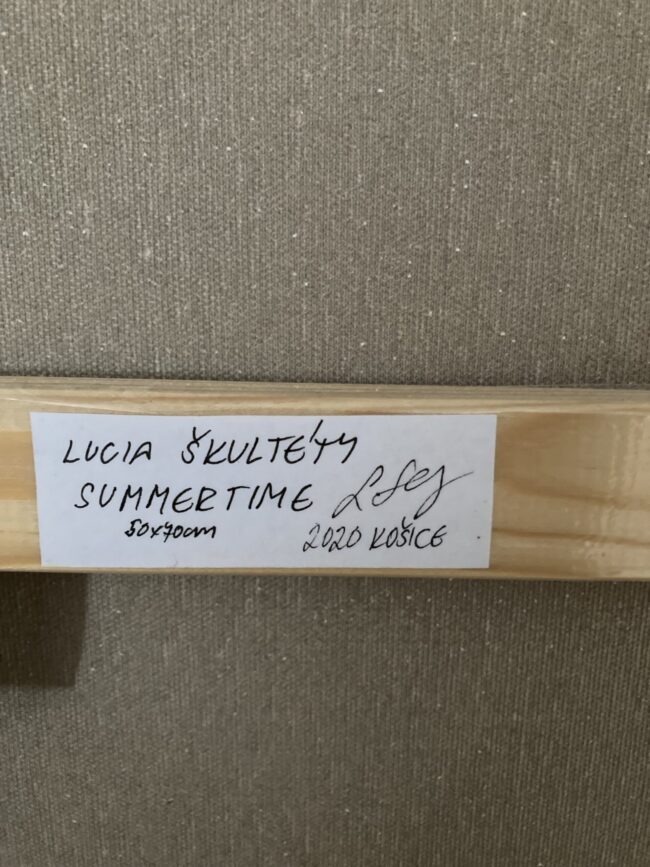 LUCIA ŠKULTÉTY
SUMMERTIME
50x70cm 2020 KOŠICE